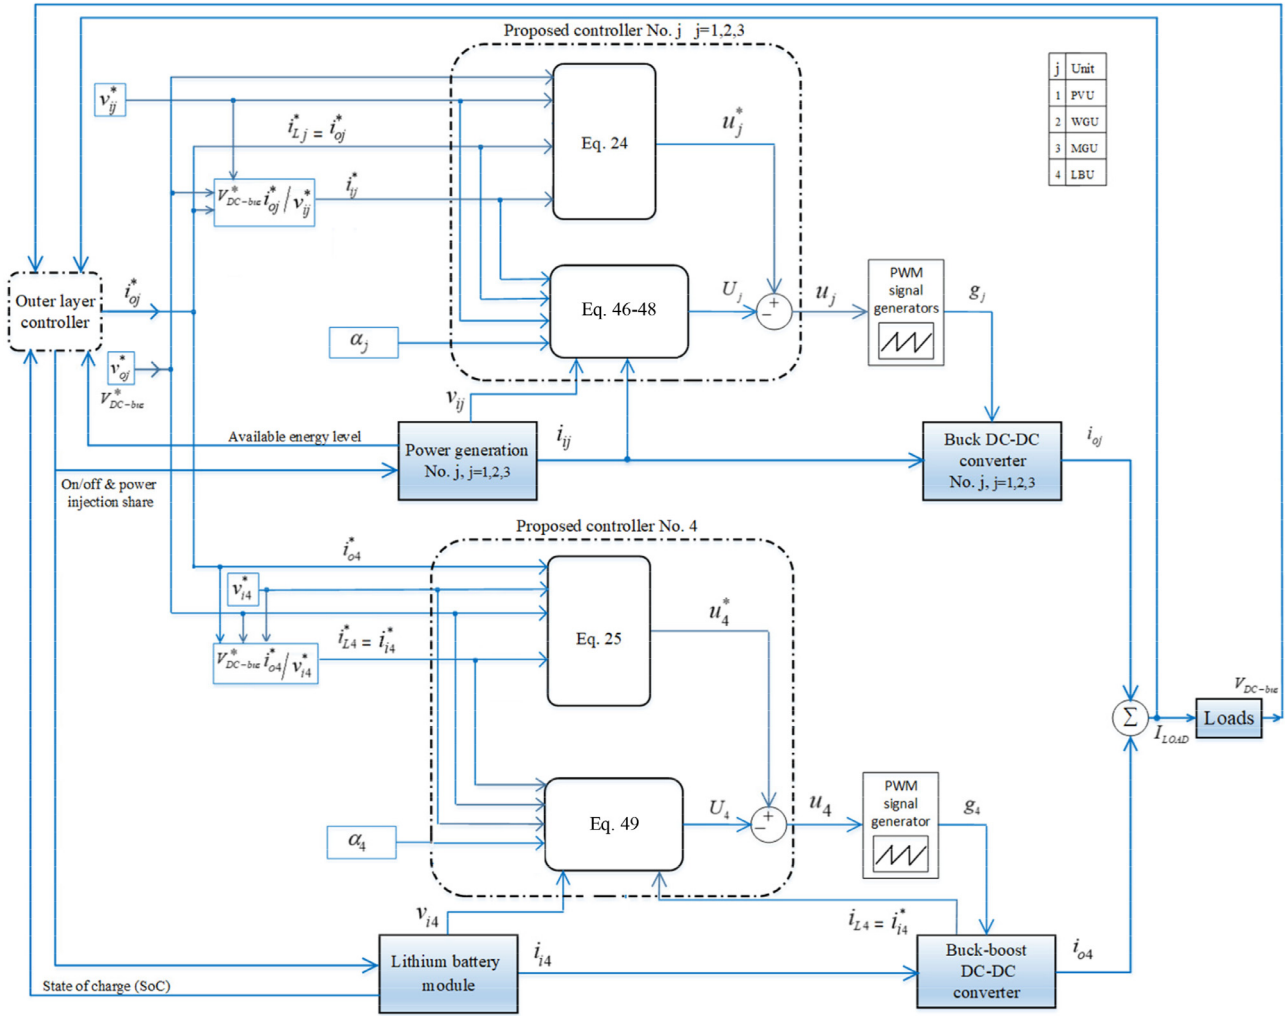 Proposed controller No. j j=1,2,3
j Unit
1 PVU
2 WGU
3 MGU
4 LBU
v*ij
i*Lj = i*oj
Eq. 24
u*j
V*DC-bus i*oj / v*ij
i*ij
Outer layer
controller
i*oj
Eq. 46-48
Uj
+
−
uj
PWM
signal
generators
gj
αj
v*oj
V*DC-bus
vij
Available energy level
Power generation
No. j, j=1,2,3
iij
Buck DC-DC
converter
No. j, j=1,2,3
ioj
On/off & power
injection share
Proposed controller No. 4
i*o4
v*i4
Eq. 25
u*4
i*L4 = i*i4
V*DC-bus i*o4 / v*i4
Σ
ILOAD
VDC-bus
Loads
Eq. 49
U4
+
−
u4
PWM
signal
generator
g4
α4
vi4
iL4 = i*i4
Lithium battery
module
ii4
Buck-boost
DC-DC
converter
io4
State of charge (SoC)